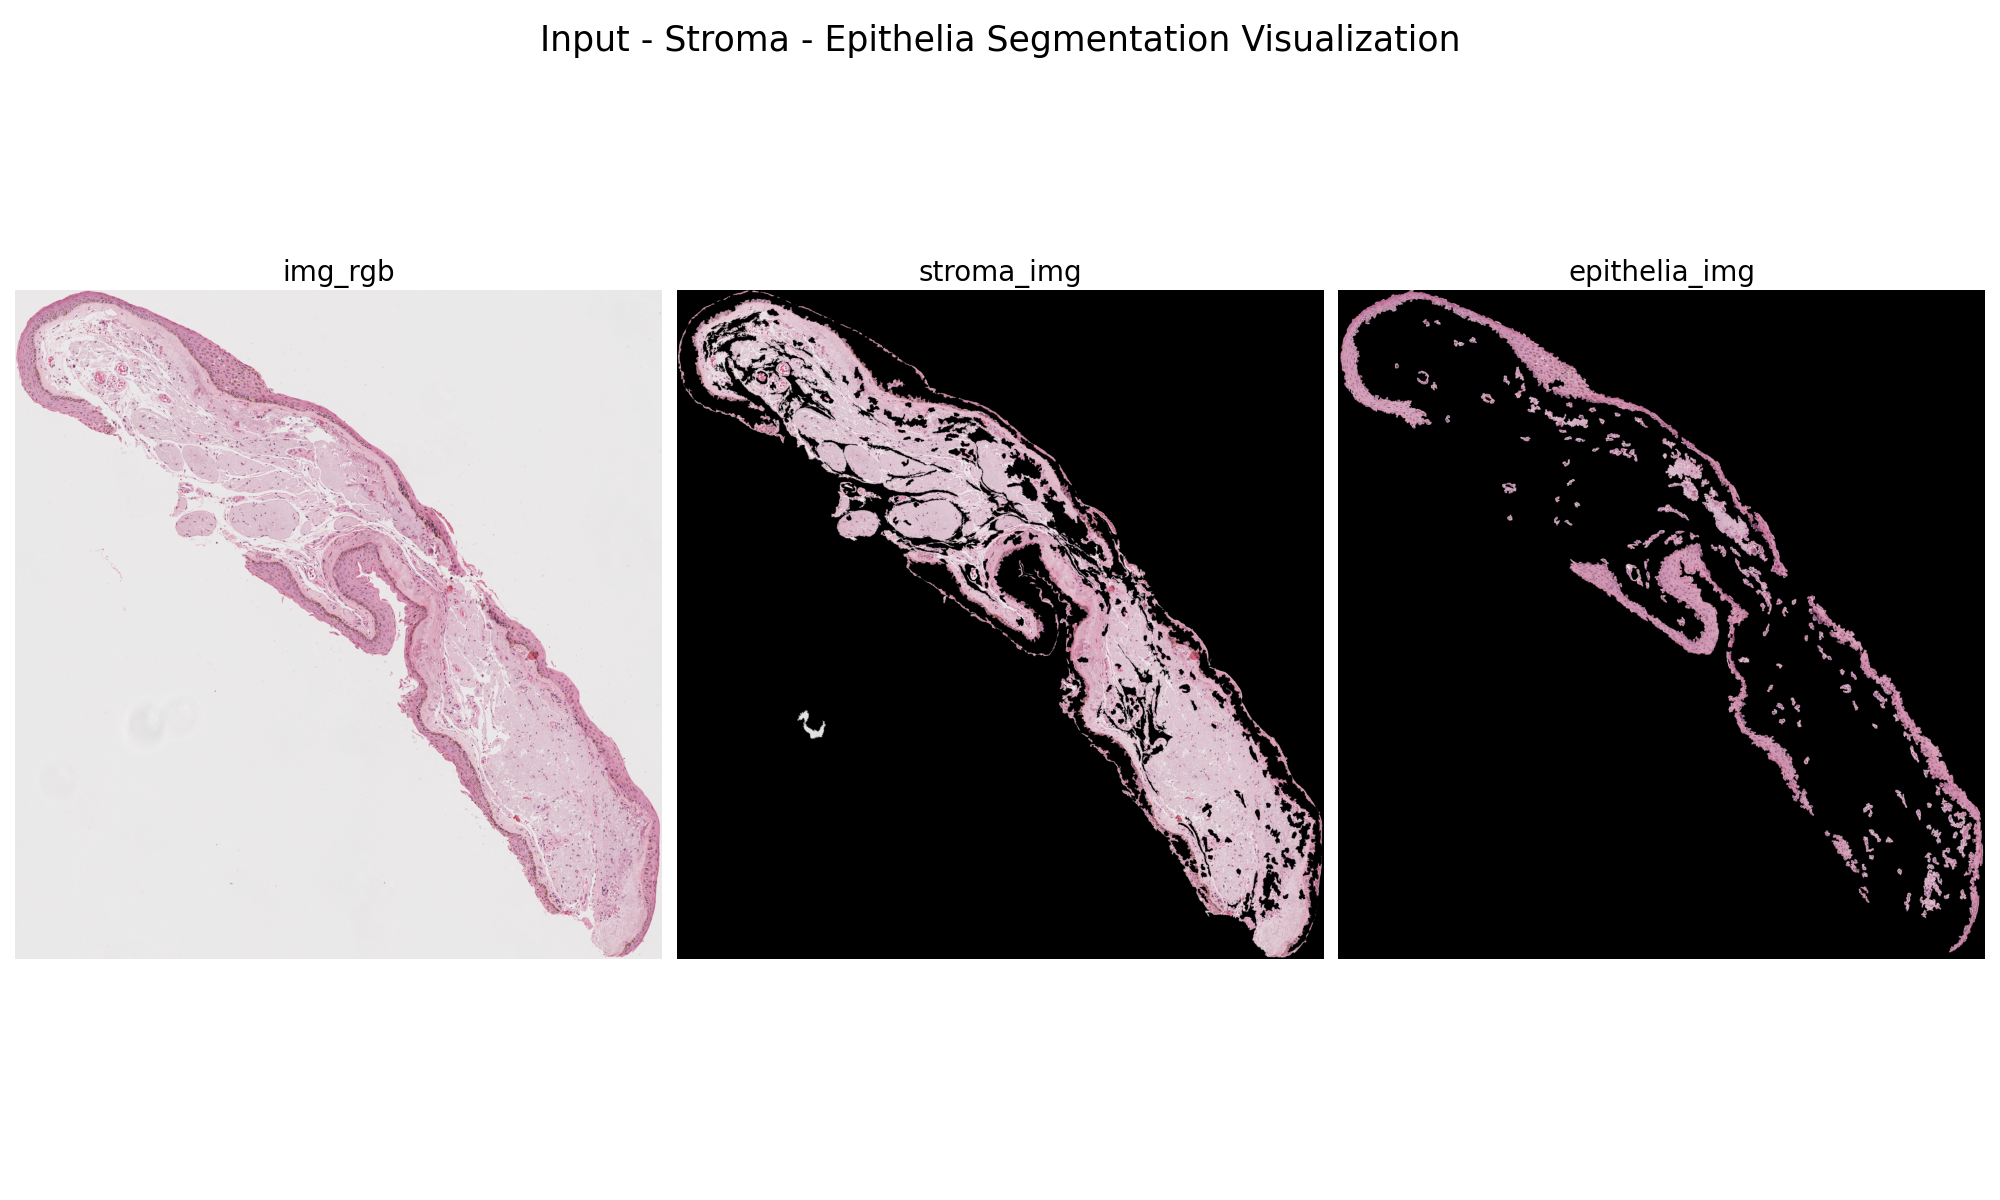 Input - Stroma - Epithelia Segmentation Visualization
img_rgb
stroma_img
epithelia_img